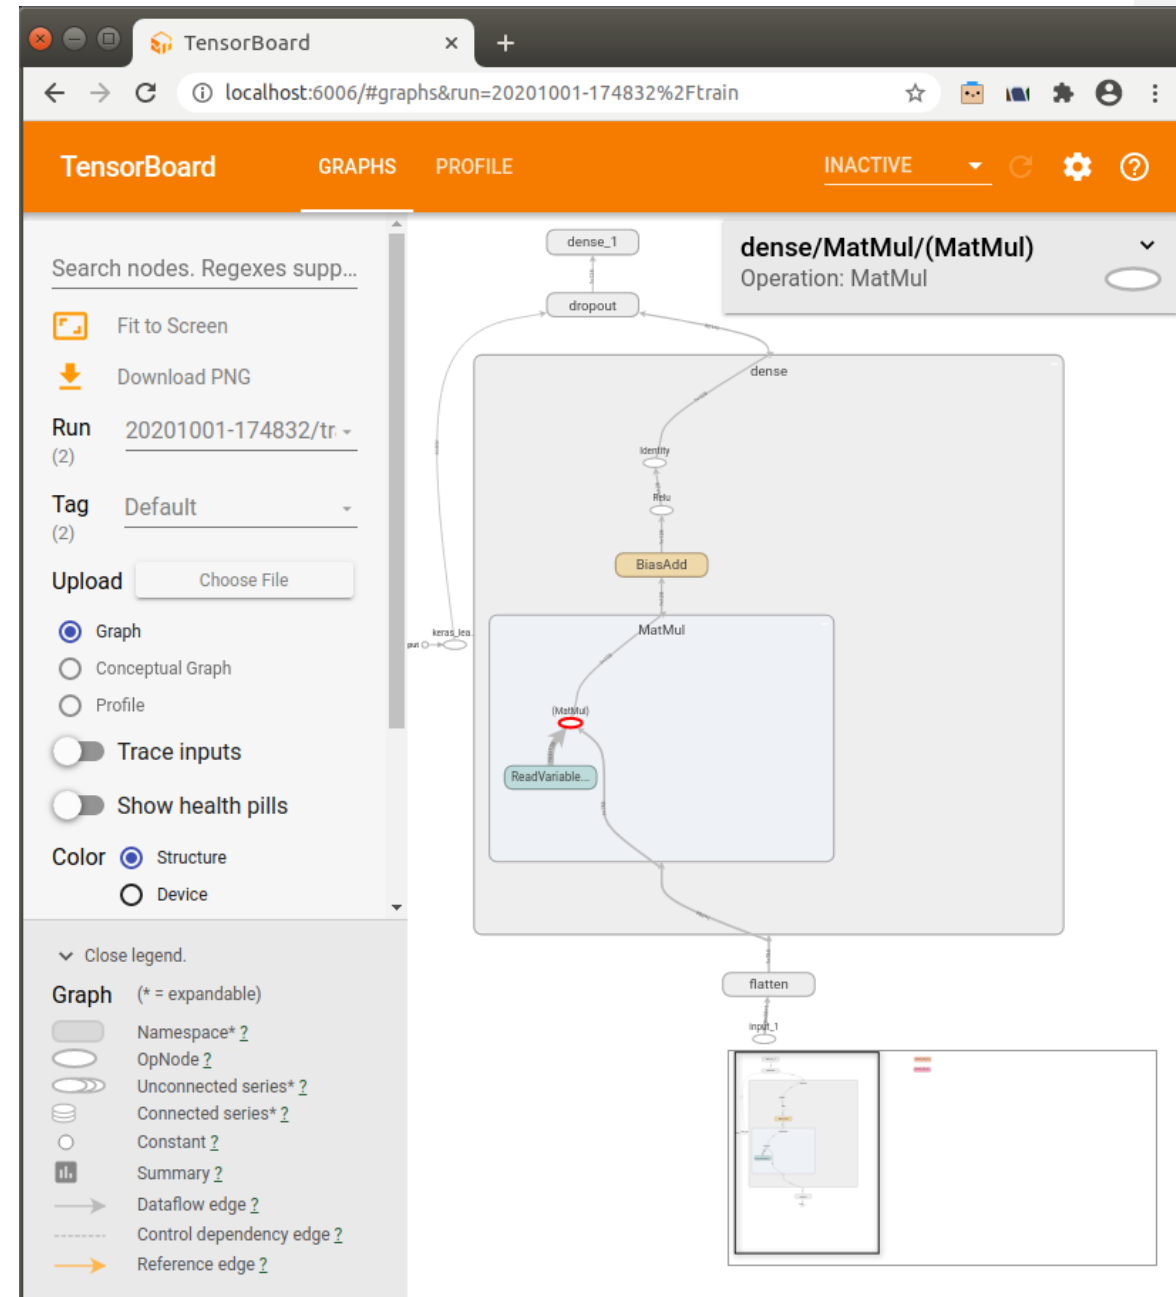 TensorBoard
localhost:6006/#graphs&run=20201001-174832%2Ftrain
TensorBoard
GRAPHS
PROFILE
INACTIVE
Search nodes. Regexes supp...
Fit to Screen
Download PNG
Run
(2)
20201001-174832/tr
Tag
(2)
Default
Upload
Choose File
Graph
Conceptual Graph
Profile
Trace inputs
Show health pills
Color
Structure
Device
Close legend.
Graph
(* = expandable)
Namespace* ?
OpNode ?
Unconnected series* ?
Connected series* ?
Constant ?
Summary ?
Dataflow edge ?
Control dependency edge ?
Reference edge ?
dense/MatMul/(MatMul)
Operation: MatMul
dense_1
dropout
dense
Identity
Relu
BiasAdd
MatMul
keras_lea...
put
(MatMul)
ReadVariable...
flatten
input_1